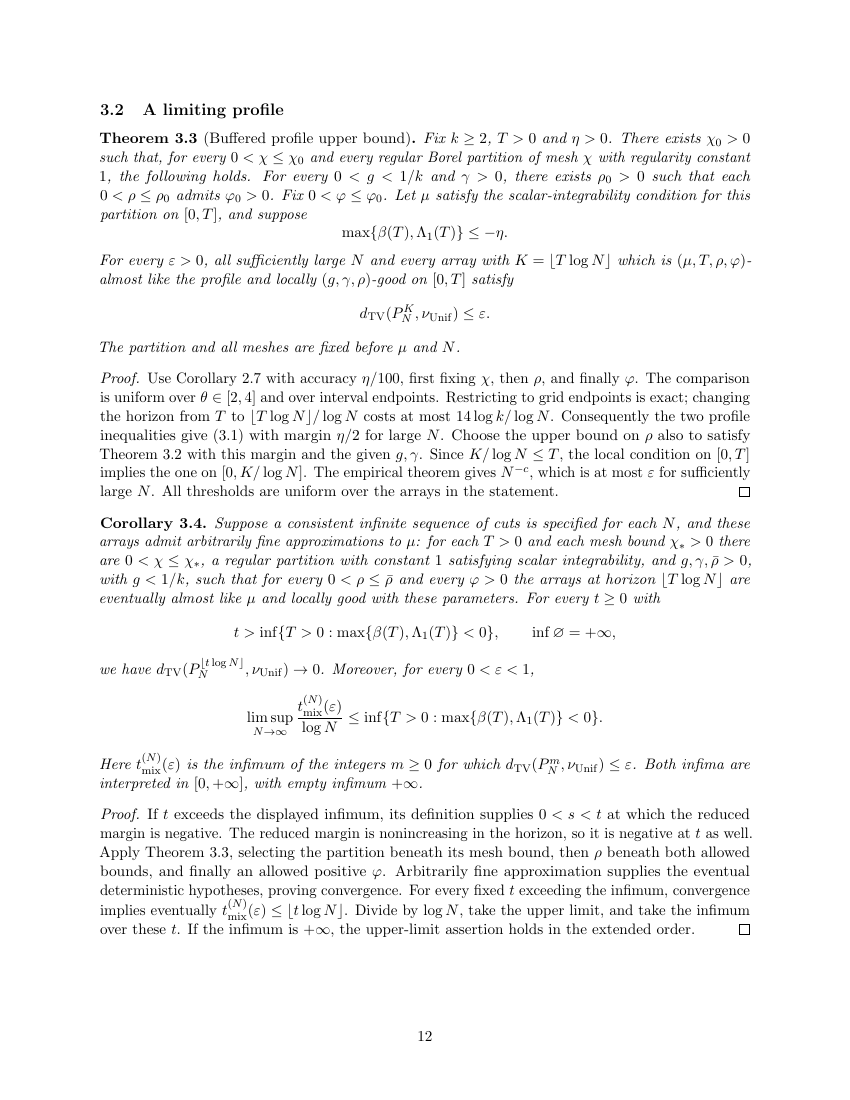 3.2 A limiting profile
Theorem 3.3 (Buffered profile upper bound). Fix k ≥ 2, T > 0 and η > 0. There exists χ₀ > 0
such that, for every 0 < χ ≤ χ₀ and every regular Borel partition of mesh χ with regularity constant
1, the following holds. For every 0 < g < 1/k and γ > 0, there exists ρ₀ > 0 such that each
0 < ρ ≤ ρ₀ admits φ₀ > 0. Fix 0 < φ ≤ φ₀. Let μ satisfy the scalar-integrability condition for this
partition on [0, T], and suppose
max{β(T), Λ₁(T)} ≤ −η.
For every ε > 0, all sufficiently large N and every array with K = ⌊T log N⌋ which is (μ, T, ρ, φ)-
almost like the profile and locally (g, γ, ρ)-good on [0, T] satisfy
d_TV(P_N^K, ν_Unif) ≤ ε.
The partition and all meshes are fixed before μ and N.
Proof. Use Corollary 2.7 with accuracy η/100, first fixing χ, then ρ, and finally φ. The comparison
is uniform over θ ∈ [2, 4] and over interval endpoints. Restricting to grid endpoints is exact; changing
the horizon from T to ⌊T log N⌋/ log N costs at most 14 log k/ log N. Consequently the two profile
inequalities give (3.1) with margin η/2 for large N. Choose the upper bound on ρ also to satisfy
Theorem 3.2 with this margin and the given g, γ. Since K/ log N ≤ T, the local condition on [0, T]
implies the one on [0, K/ log N]. The empirical theorem gives N^{−c}, which is at most ε for sufficiently
large N. All thresholds are uniform over the arrays in the statement. □
Corollary 3.4. Suppose a consistent infinite sequence of cuts is specified for each N, and these
arrays admit arbitrarily fine approximations to μ: for each T > 0 and each mesh bound χ_* > 0 there
are 0 < χ ≤ χ_*, a regular partition with constant 1 satisfying scalar integrability, and g, γ, ρ̄ > 0,
with g < 1/k, such that for every 0 < ρ ≤ ρ̄ and every φ > 0 the arrays at horizon ⌊T log N⌋ are
eventually almost like μ and locally good with these parameters. For every t ≥ 0 with
t > inf{T > 0 : max{β(T), Λ₁(T)} < 0}, inf ∅ = +∞,
we have d_TV(P_N^{⌊t log N⌋}, ν_Unif) → 0. Moreover, for every 0 < ε < 1,
lim sup_{N→∞} t_mix^{(N)}(ε) / log N ≤ inf{T > 0 : max{β(T), Λ₁(T)} < 0}.
Here t_mix^{(N)}(ε) is the infimum of the integers m ≥ 0 for which d_TV(P_N^m, ν_Unif) ≤ ε. Both infima are
interpreted in [0, +∞], with empty infimum +∞.
Proof. If t exceeds the displayed infimum, its definition supplies 0 < s < t at which the reduced
margin is negative. The reduced margin is nonincreasing in the horizon, so it is negative at t as well.
Apply Theorem 3.3, selecting the partition beneath its mesh bound, then ρ beneath both allowed
bounds, and finally an allowed positive φ. Arbitrarily fine approximation supplies the eventual
deterministic hypotheses, proving convergence. For every fixed t exceeding the infimum, convergence
implies eventually t_mix^{(N)}(ε) ≤ ⌊t log N⌋. Divide by log N, take the upper limit, and take the infimum
over these t. If the infimum is +∞, the upper-limit assertion holds in the extended order. □
12